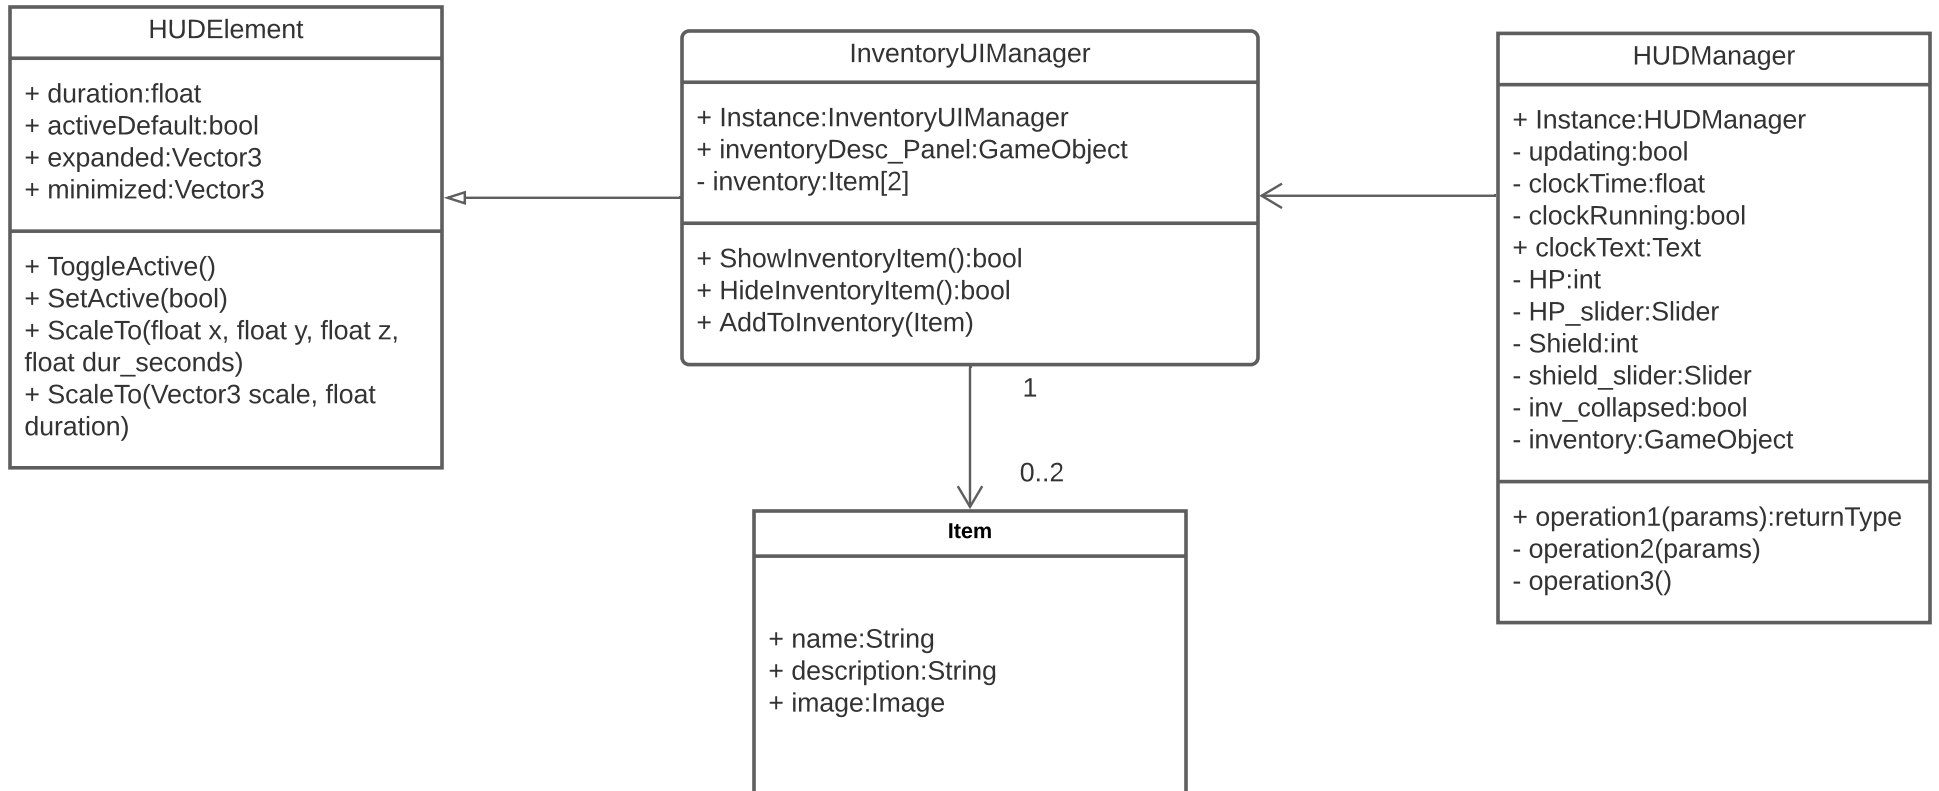 HUDElement
+ duration:float
+ activeDefault:bool
+ expanded:Vector3
+ minimized:Vector3
+ ToggleActive()
+ SetActive(bool)
+ ScaleTo(float x, float y, float z,
float dur_seconds)
+ ScaleTo(Vector3 scale, float
duration)
InventoryUIManager
+ Instance:InventoryUIManager
+ inventoryDesc_Panel:GameObject
- inventory:Item[2]
+ ShowInventoryItem():bool
+ HideInventoryItem():bool
+ AddToInventory(Item)
1
0..2
Item
+ name:String
+ description:String
+ image:Image
HUDManager
+ Instance:HUDManager
- updating:bool
- clockTime:float
- clockRunning:bool
+ clockText:Text
- HP:int
- HP_slider:Slider
- Shield:int
- shield_slider:Slider
- inv_collapsed:bool
- inventory:GameObject
+ operation1(params):returnType
- operation2(params)
- operation3()